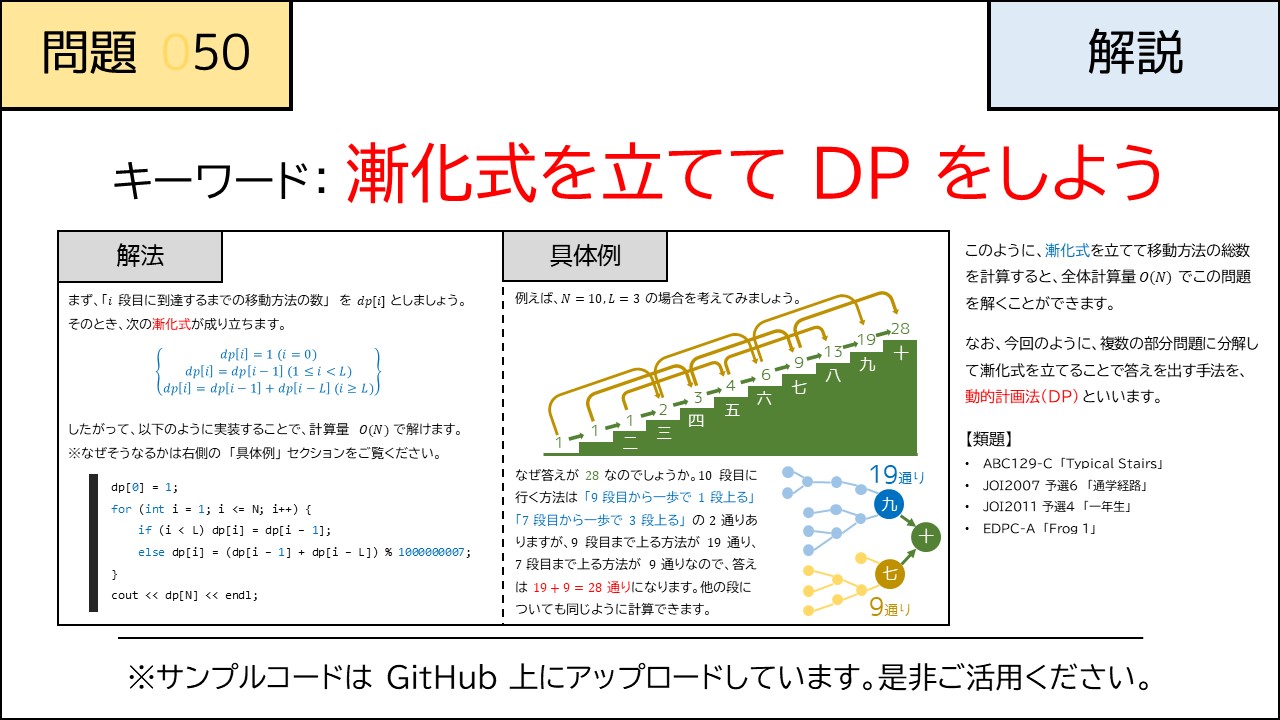 問題 050
解説
キーワード: 漸化式を立てて DP をしよう
解法
まず、「i 段目に到達するまでの移動方法の数」 を dp[i] としましょう。
そのとき、次の漸化式が成り立ちます。
dp[i] = 1 (i = 0)
dp[i] = dp[i − 1] (1 ≤ i < L)
dp[i] = dp[i − 1] + dp[i − L] (i ≥ L)
したがって、以下のように実装することで、計算量 O(N) で解けます。
※なぜそうなるかは右側の 「具体例」 セクションをご覧ください。
dp[0] = 1;
for (int i = 1; i <= N; i++) {
if (i < L) dp[i] = dp[i – 1];
else dp[i] = (dp[i – 1] + dp[i – L]) % 1000000007;
}
cout << dp[N] << endl;
具体例
例えば、N = 10, L = 3 の場合を考えてみましょう。
1
1
1
2
3
4
6
9
13
19
28
二
三
四
五
六
七
八
九
十
なぜ答えが 28 なのでしょうか。10 段目に
行く方法は 「9 段目から一歩で 1 段上る」
「7 段目から一歩で 3 段上る」 の 2 通りあ
りますが、9 段目まで上る方法が 19 通り、
7 段目まで上る方法が 9 通りなので、答え
は 19 + 9 = 28 通りになります。他の段に
ついても同じように計算できます。
19通り
九
十
七
9通り
このように、漸化式を立てて移動方法の総数
を計算すると、全体計算量 O(N) でこの問題
を解くことができます。
なお、今回のように、複数の部分問題に分解し
て漸化式を立てることで答えを出す手法を、
動的計画法(DP) といいます。
【類題】
• ABC129-C 「Typical Stairs」
• JOI2007 予選6 「通学経路」
• JOI2011 予選4 「一年生」
• EDPC-A 「Frog 1」
※サンプルコードは GitHub 上にアップロードしています。是非ご活用ください。